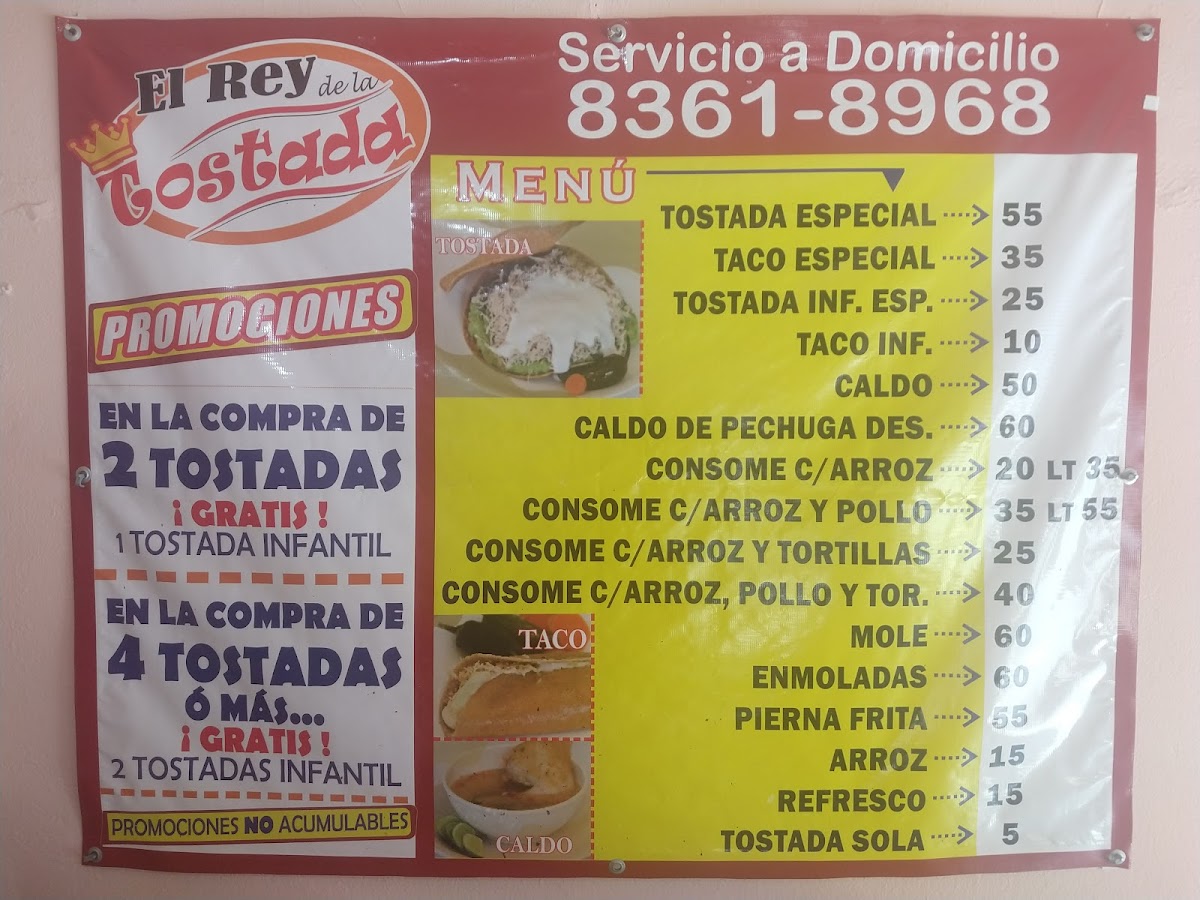 El Rey de la
Tostada
Servicio a Domicilio
8361-8968
PROMOCIONES
EN LA COMPRA DE
2 TOSTADAS
¡ GRATIS !
1 TOSTADA INFANTIL
EN LA COMPRA DE
4 TOSTADAS
Ó MÁS...
¡ GRATIS !
2 TOSTADAS INFANTIL
PROMOCIONES NO ACUMULABLES
MENÚ
TOSTADA
TOSTADA ESPECIAL ····> 55
TACO ESPECIAL ····> 35
TOSTADA INF. ESP. ····> 25
TACO INF. ····> 10
CALDO ····> 50
CALDO DE PECHUGA DES. ····> 60
CONSOME C/ARROZ ····> 20 LT 35
CONSOME C/ARROZ Y POLLO ····> 35 LT 55
CONSOME C/ARROZ Y TORTILLAS ····> 25
CONSOME C/ARROZ, POLLO Y TOR. ····> 40
TACO
MOLE ····> 60
ENMOLADAS ····> 60
PIERNA FRITA ····> 55
ARROZ ····> 15
REFRESCO ····> 15
TOSTADA SOLA ····> 5
CALDO